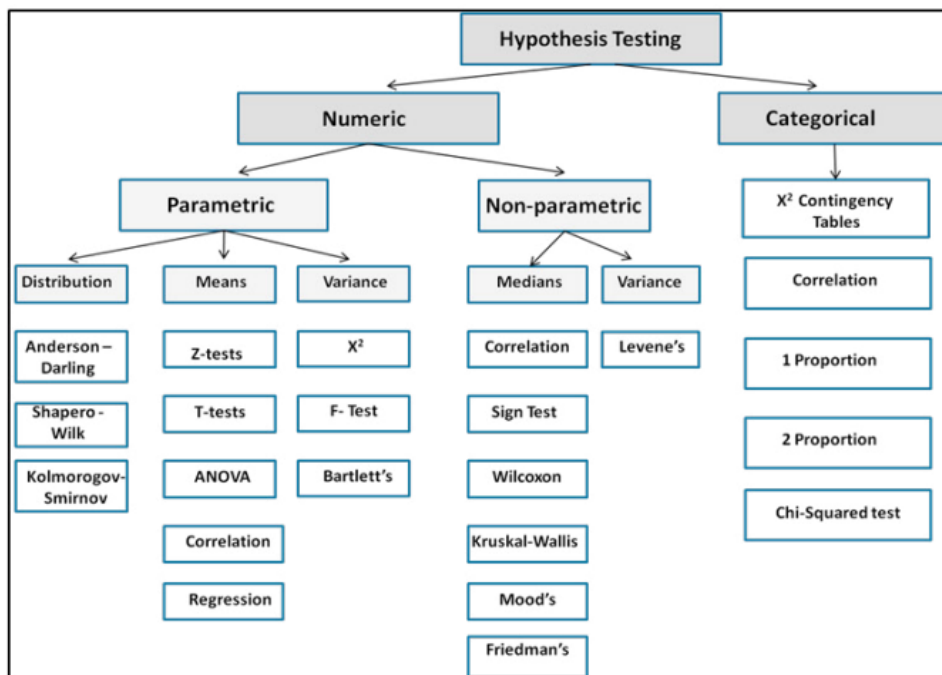 Hypothesis Testing
Numeric
Categorical
Parametric
Non-parametric
X² Contingency
Tables
Distribution
Means
Variance
Medians
Variance
Correlation
Anderson –
Darling
Z-tests
X²
Correlation
Levene's
1 Proportion
Shapero -
Wilk
T-tests
F- Test
Sign Test
2 Proportion
Kolmorogov-
Smirnov
ANOVA
Bartlett's
Wilcoxon
Chi-Squared test
Correlation
Kruskal-Wallis
Regression
Mood's
Friedman's